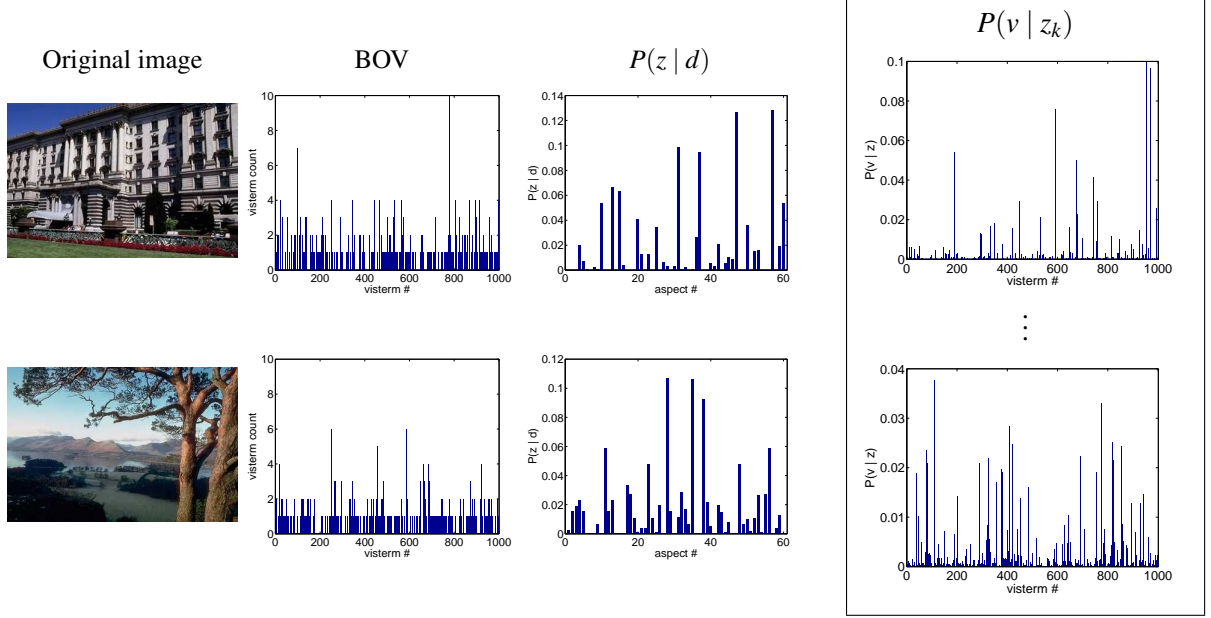 Original image
BOV
P(z | d)
P(v | z_k)
visterm count
10
8
6
4
2
0
0 200 400 600 800 1000
visterm #
P(z | d)
0.14
0.12
0.1
0.08
0.06
0.04
0.02
0
0 20 40 60
aspect #
P(v | z)
0.1
0.08
0.06
0.04
0.02
0
0 200 400 600 800 1000
visterm #
visterm count
10
8
6
4
2
0
0 200 400 600 800 1000
visterm #
P(z | d)
0.12
0.1
0.08
0.06
0.04
0.02
0
0 20 40 60
aspect #
P(v | z)
0.04
0.03
0.02
0.01
0
0 200 400 600 800 1000
visterm #